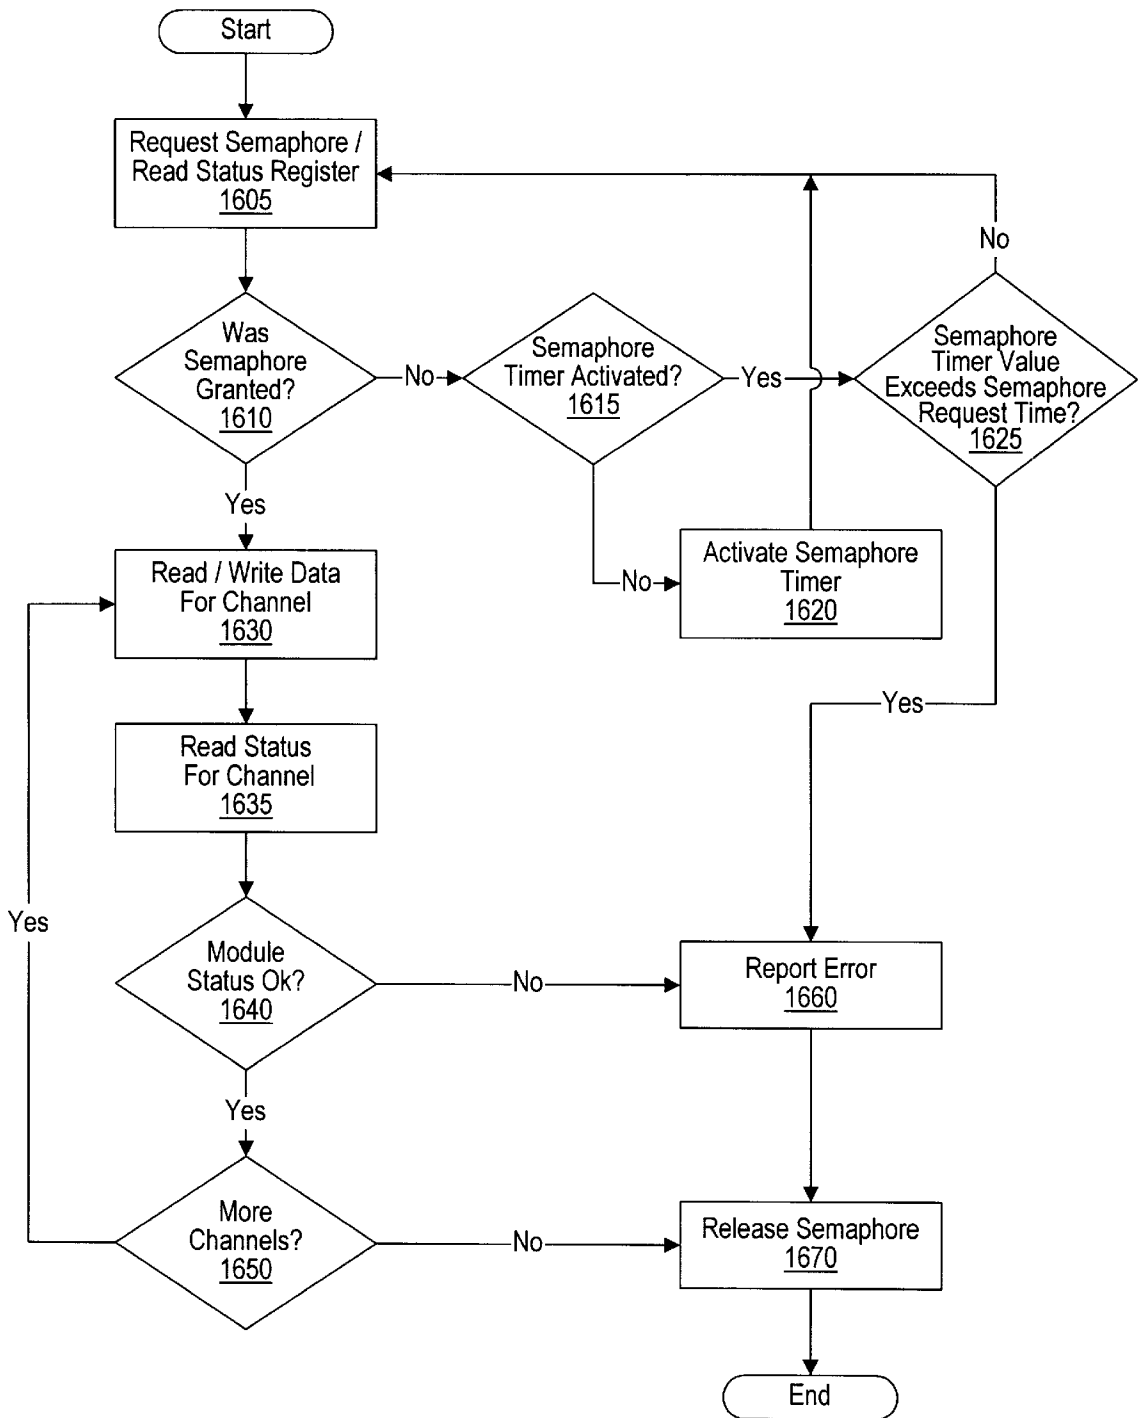 Start
Request Semaphore /
Read Status Register
1605
No
Was
Semaphore
Granted?
1610
No
Semaphore
Timer Activated?
1615
Yes
Semaphore
Timer Value
Exceeds Semaphore
Request Time?
1625
Yes
Read / Write Data
For Channel
1630
No
Activate Semaphore
Timer
1620
Yes
Read Status
For Channel
1635
Yes
Module
Status Ok?
1640
No
Report Error
1660
Yes
More
Channels?
1650
No
Release Semaphore
1670
End